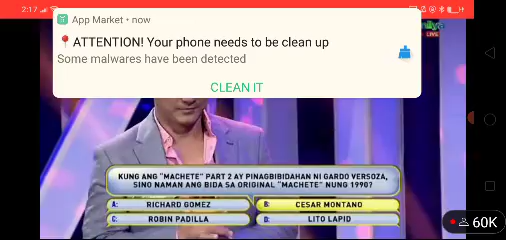 2:17
App Market • now
📍ATTENTION! Your phone needs to be clean up
Some malwares have been detected
CLEAN IT
LIVE
KUNG ANG "MACHETE" PART 2 AY PINAGBIBIDAHAN NI GARDO VERSOZA,
SINO NAMAN ANG BIDA SA ORIGINAL "MACHETE" NUNG 1990?
A: RICHARD GOMEZ
B: CESAR MONTANO
C: ROBIN PADILLA
D: LITO LAPID
60K